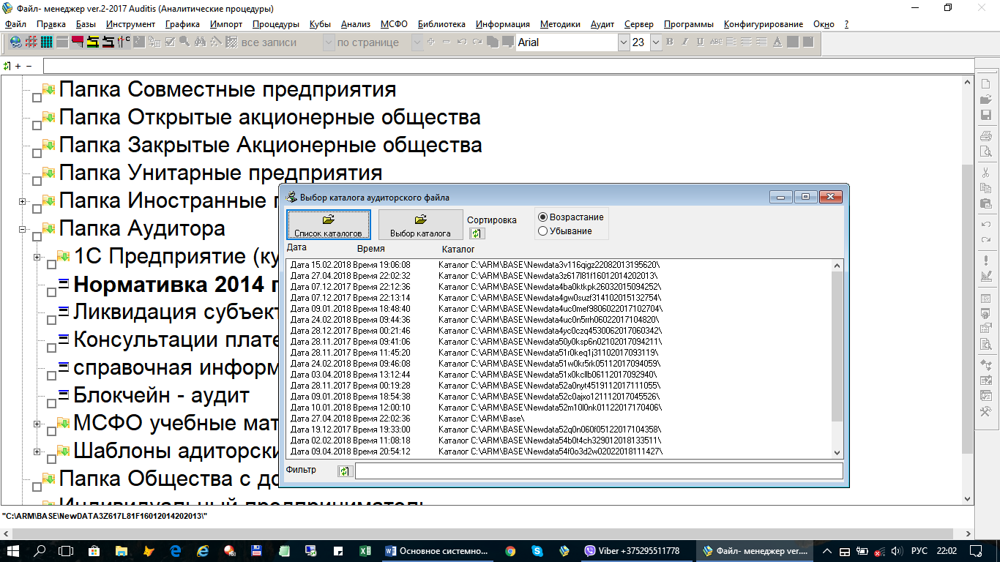 Файл- менеджер ver.2-2017 Auditis (Аналитические процедуры)
Файл Правка Базы Инструмент Графика Импорт Процедуры Кубы Анализ МСФО Библиотека Информация Методики Аудит Сервер Программы Конфигурирование Окно ?
все записи по странице Arial 23 B I U ABC A
+ −
Папка Совместные предприятия
Папка Открытые акционерные общества
Папка Закрытые Акционерные общества
Папка Унитарные предприятия
Папка Иностранные п
Папка Аудитора
1С Предприятие (ку
Нормативка 2014 г
Ликвидация субъект
Консультации плате
справочная информ
Блокчейн - аудит
МСФО учебные мат
Шаблоны адиторски
Папка Общества с до
Индивидуальный предприниматель
Выбор каталога аудиторского файла
Список каталогов
Выбор каталога
Сортировка
Возрастание
Убывание
Дата Время Каталог
Дата 15.02.2018 Время 19:06:08 Каталог C:\ARM\BASE\Newdata3v116qigz22082013195620\
Дата 27.04.2018 Время 22:02:32 Каталог C:\ARM\BASE\Newdata3z617l81f16012014202013\
Дата 07.12.2017 Время 22:12:36 Каталог C:\ARM\BASE\Newdata4ba0ktkpk26032015094252\
Дата 07.12.2017 Время 22:13:14 Каталог C:\ARM\BASE\Newdata4gw0suzf314102015132754\
Дата 09.01.2018 Время 18:48:40 Каталог C:\ARM\BASE\Newdata4uc0mef9806022017102704\
Дата 24.02.2018 Время 09:44:36 Каталог C:\ARM\BASE\Newdata4uc0n5rrh06022017104820\
Дата 28.12.2017 Время 00:21:46 Каталог C:\ARM\BASE\Newdata4yc0czq4530062017060342\
Дата 28.11.2017 Время 09:41:06 Каталог C:\ARM\BASE\Newdata50y0ksp6n02102017094211\
Дата 28.11.2017 Время 11:45:20 Каталог C:\ARM\BASE\Newdata51r0keq1j31102017093119\
Дата 24.02.2018 Время 09:46:08 Каталог C:\ARM\BASE\Newdata51w0kr5rk05112017094059\
Дата 03.04.2018 Время 13:12:44 Каталог C:\ARM\BASE\Newdata51x0kcllb06112017092940\
Дата 28.11.2017 Время 00:19:28 Каталог C:\ARM\BASE\Newdata52a0nyt4519112017111055\
Дата 09.01.2018 Время 18:54:38 Каталог C:\ARM\BASE\Newdata52c0ajxo121112017045526\
Дата 10.01.2018 Время 12:00:10 Каталог C:\ARM\BASE\Newdata52m10l0nk011220171​70406\
Дата 27.04.2018 Время 22:02:36 Каталог C:\ARM\Base\
Дата 19.12.2017 Время 19:33:00 Каталог C:\ARM\BASE\Newdata52q0n060f05122017104358\
Дата 02.02.2018 Время 11:08:18 Каталог C:\ARM\BASE\Newdata54b0t4ch329012018133511\
Дата 09.04.2018 Время 20:54:12 Каталог C:\ARM\BASE\Newdata54f0o3d2w02022018111427\
Фильтр
"C:\ARM\BASE\NewDATA3Z617L81F16012014202013\"
Основное системно... Viber +375295511778 Файл- менеджер ver.... РУС 22:02